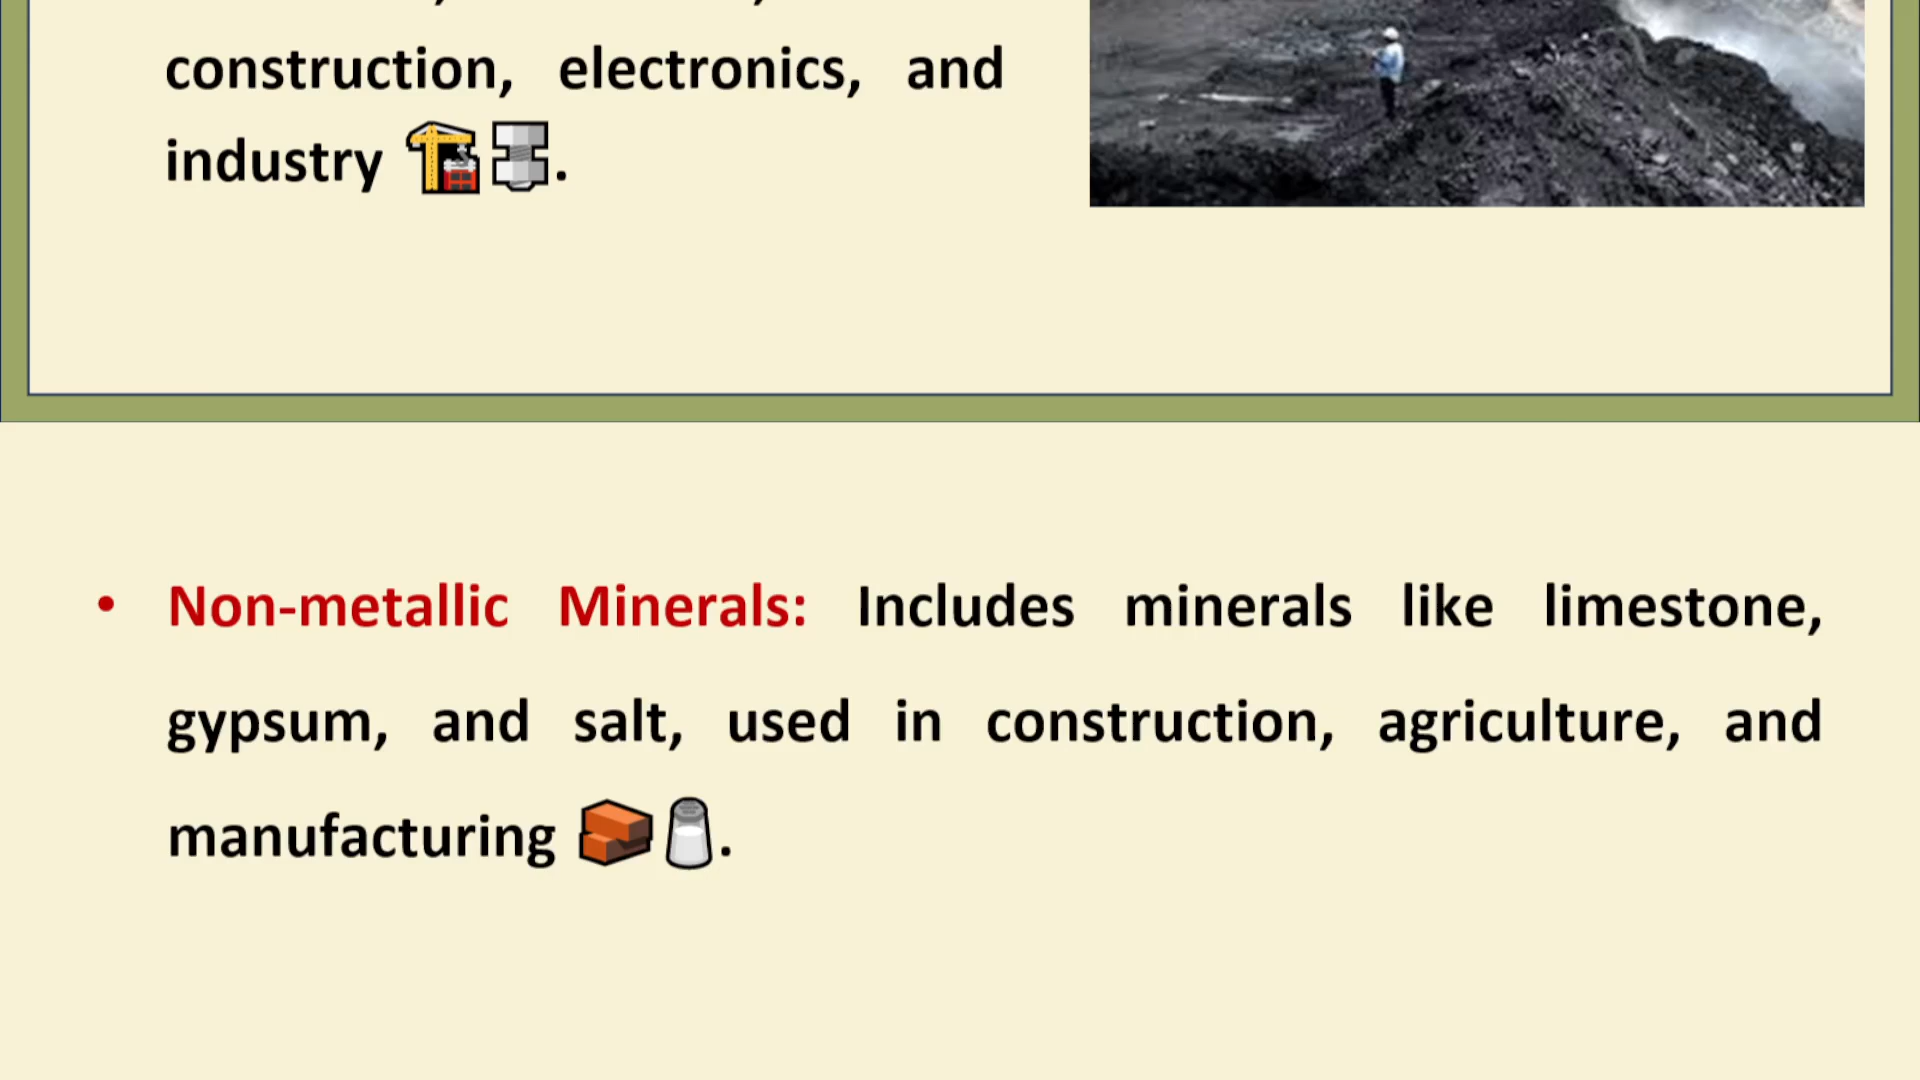 construction, electronics, and
industry 🏗️🔩.
• Non-metallic Minerals: Includes minerals like limestone,
gypsum, and salt, used in construction, agriculture, and
manufacturing 🧱🧂.